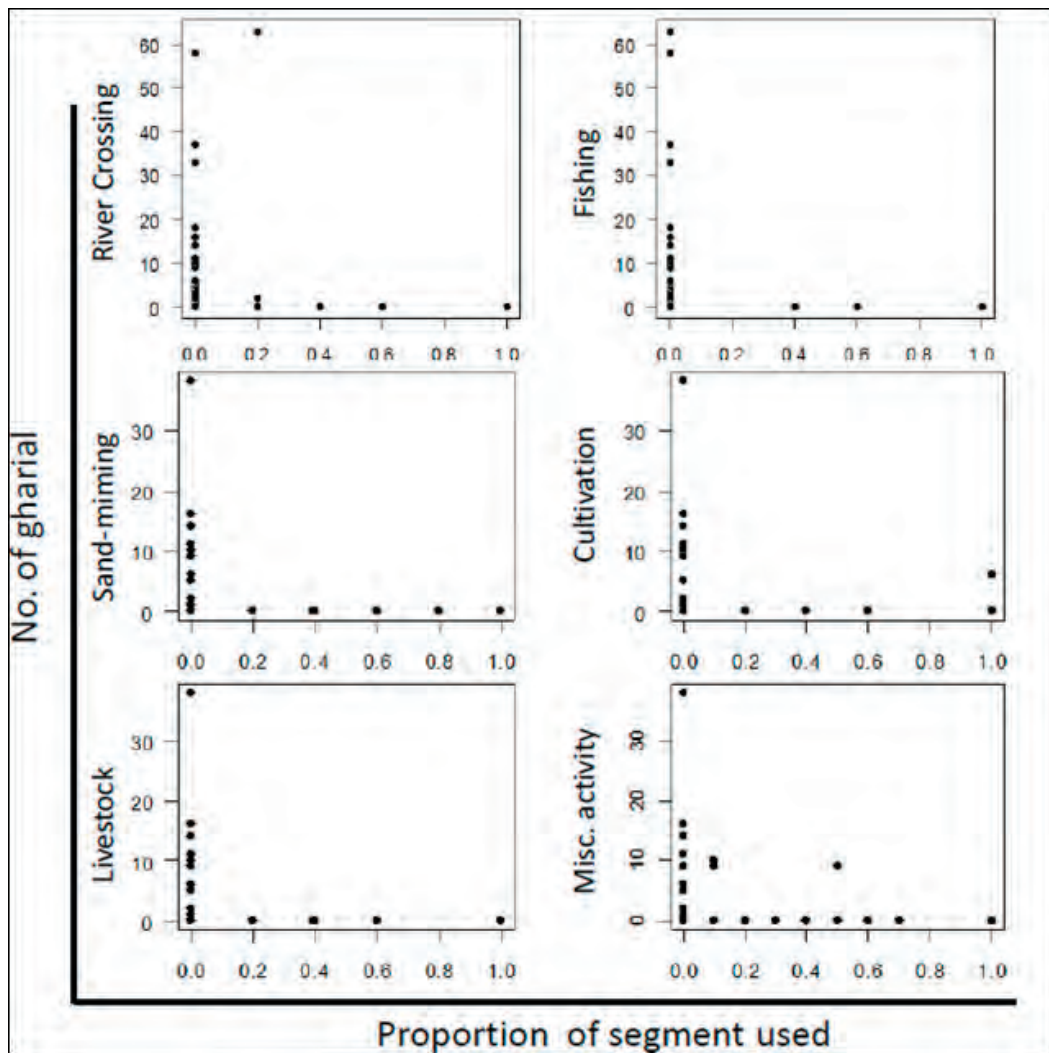 No. of gharial
River Crossing
60
50
40
30
20
10
0
0.0 0.2 0.4 0.6 0.8 1.0
Fishing
60
50
40
30
20
10
0
0.0 0.2 0.4 0.6 0.8 1.0
Sand-miming
30
20
10
0
0.0 0.2 0.4 0.6 0.8 1.0
Cultivation
30
20
10
0
0.0 0.2 0.4 0.6 0.8 1.0
Livestock
30
20
10
0
0.0 0.2 0.4 0.6 0.8 1.0
Misc. activity
30
20
10
0
0.0 0.2 0.4 0.6 0.8 1.0
Proportion of segment used